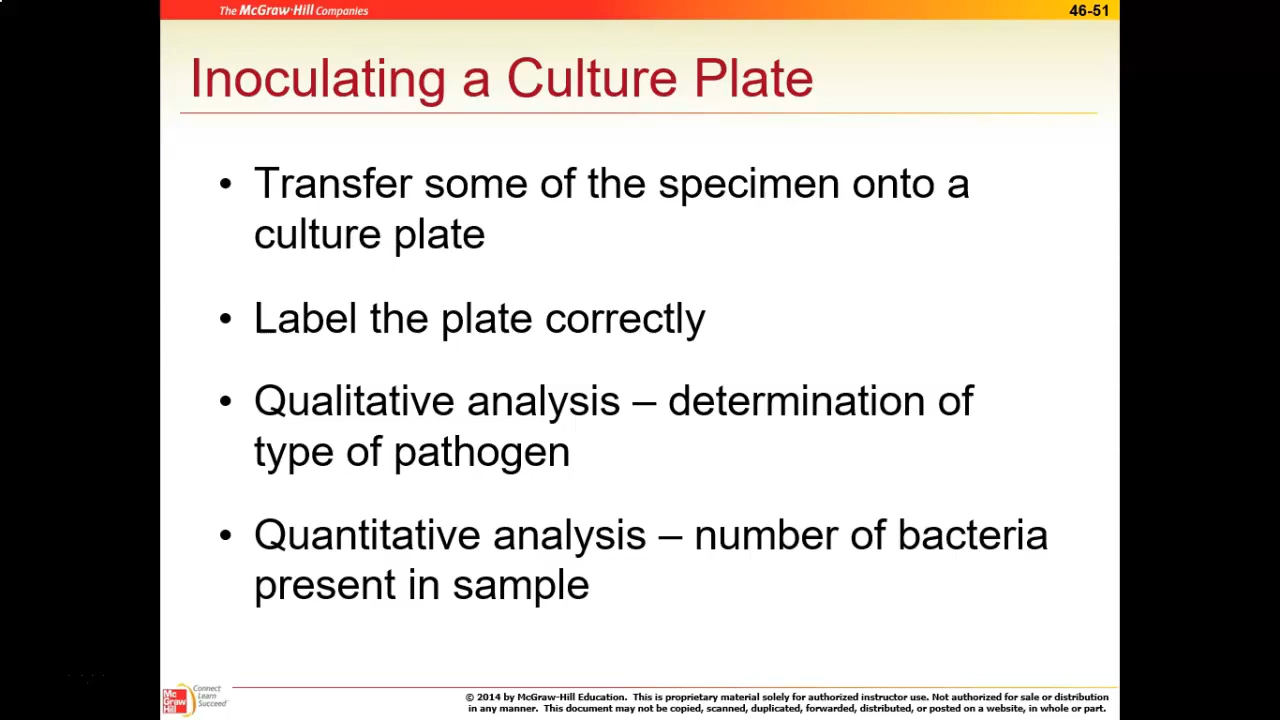 The McGraw-Hill Companies
46-51
Inoculating a Culture Plate
• Transfer some of the specimen onto a
culture plate
• Label the plate correctly
• Qualitative analysis – determination of
type of pathogen
• Quantitative analysis – number of bacteria
present in sample
Mc
Graw
Hill
Connect
Learn
Succeed
© 2014 by McGraw-Hill Education. This is proprietary material solely for authorized instructor use. Not authorized for sale or distribution
in any manner. This document may not be copied, scanned, duplicated, forwarded, distributed, or posted on a website, in whole or part.